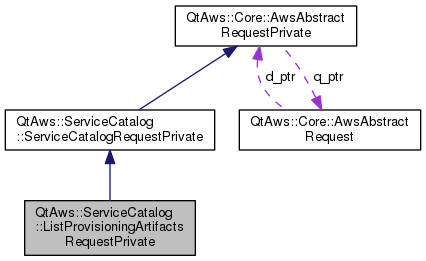 QtAws::Core::AwsAbstract
RequestPrivate
d_ptr
q_ptr
QtAws::ServiceCatalog
::ServiceCatalogRequestPrivate
QtAws::Core::AwsAbstract
Request
QtAws::ServiceCatalog
::ListProvisioningArtifacts
RequestPrivate